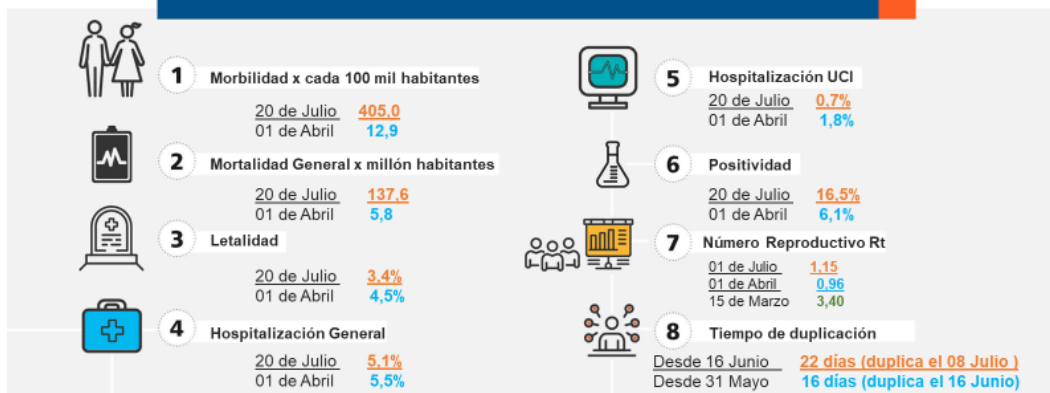 1 Morbilidad x cada 100 mil habitantes
20 de Julio 405,0
01 de Abril 12,9
2 Mortalidad General x millón habitantes
20 de Julio 137,6
01 de Abril 5,8
3 Letalidad
20 de Julio 3,4%
01 de Abril 4,5%
4 Hospitalización General
20 de Julio 5,1%
01 de Abril 5,5%
5 Hospitalización UCI
20 de Julio 0,7%
01 de Abril 1,8%
6 Positividad
20 de Julio 16,5%
01 de Abril 6,1%
7 Número Reproductivo Rt
01 de Julio 1,15
01 de Abril 0,96
15 de Marzo 3,40
8 Tiempo de duplicación
Desde 16 Junio 22 días (duplica el 08 Julio )
Desde 31 Mayo 16 días (duplica el 16 Junio)